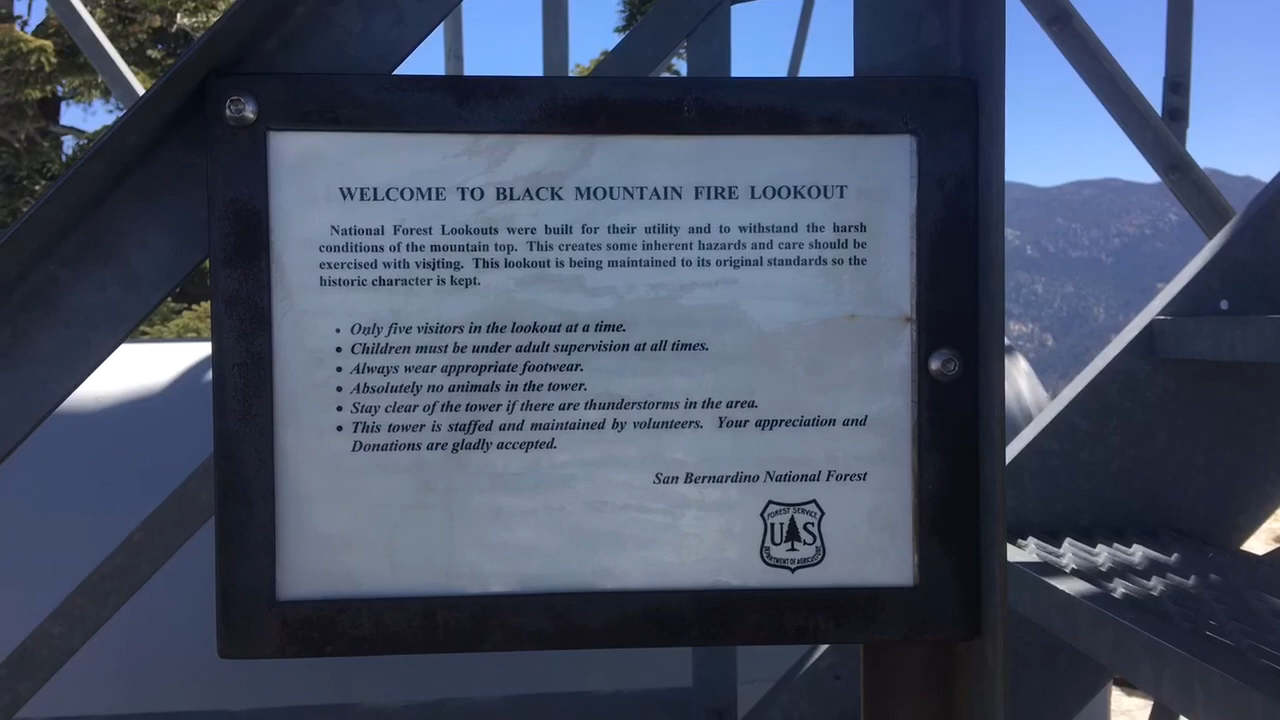 WELCOME TO BLACK MOUNTAIN FIRE LOOKOUT
National Forest Lookouts were built for their utility and to withstand the harsh
conditions of the mountain top. This creates some inherent hazards and care should be
exercised with visjting. This lookout is being maintained to its original standards so the
historic character is kept.
• Only five visitors in the lookout at a time.
• Children must be under adult supervision at all times.
• Always wear appropriate footwear.
• Absolutely no animals in the tower.
• Stay clear of the tower if there are thunderstorms in the area.
• This tower is staffed and maintained by volunteers. Your appreciation and
Donations are gladly accepted.
San Bernardino National Forest
FOREST SERVICE
U S
DEPARTMENT OF AGRICULTURE